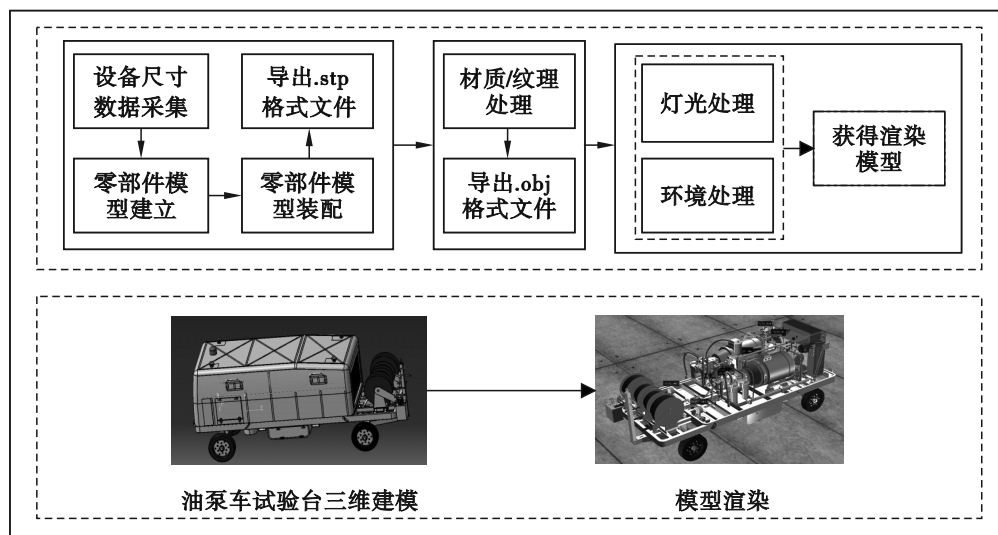 设备尺寸
数据采集
零部件模
型建立
导出.stp
格式文件
零部件模
型装配
材质/纹理
处理
导出.obj
格式文件
灯光处理
环境处理
获得渲染
模型
油泵车试验台三维建模
模型渲染